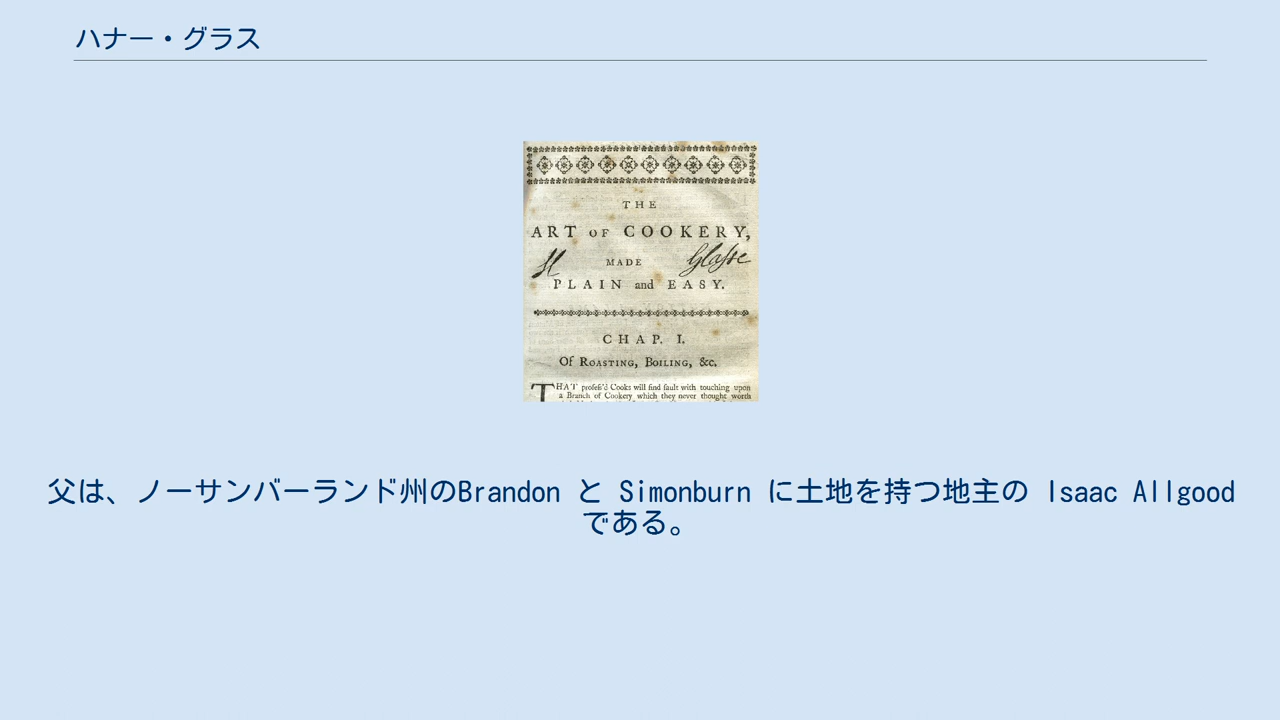 ハナー・グラス
THE
ART OF COOKERY,
H MADE Glasse
PLAIN and EASY.
CHAP. I.
Of ROASTING, BOILING, &c.
THAT profess'd Cooks will find fault with touching upon
a Branch of Cookery which they never thought worth
父は、ノーサンバーランド州のBrandon と Simonburn に土地を持つ地主の Isaac Allgood
である。